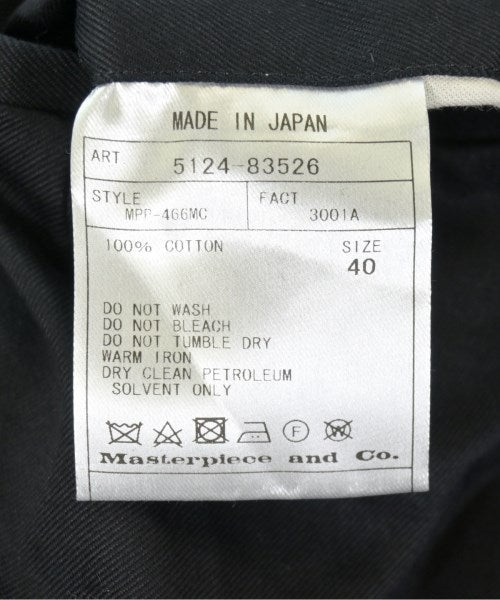 MADE IN JAPAN
ART 5124-83526
STYLE FACT
MPP-466MC 3001A
100% COTTON SIZE
40
DO NOT WASH
DO NOT BLEACH
DO NOT TUMBLE DRY
WARM IRON
DRY CLEAN PETROLEUM
SOLVENT ONLY
F W
Masterpiece and Co.